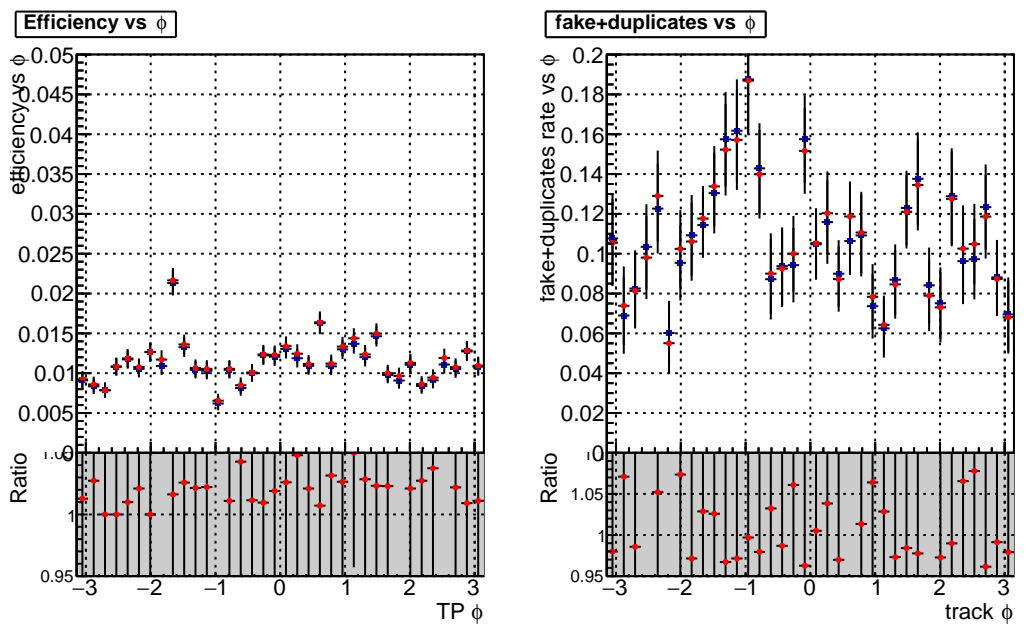 Efficiency vs ϕ
efficiency vs ϕ
0.05
0.045
0.04
0.035
0.03
0.025
0.02
0.015
0.01
0.005
0
Ratio
1
0.95
−3 −2 −1 0 1 2 3
TP ϕ
fake+duplicates vs ϕ
fake+duplicates rate vs ϕ
0.2
0.18
0.16
0.14
0.12
0.1
0.08
0.06
0.04
0.02
0
Ratio
1.05
1
0.95
−3 −2 −1 0 1 2 3
track ϕ